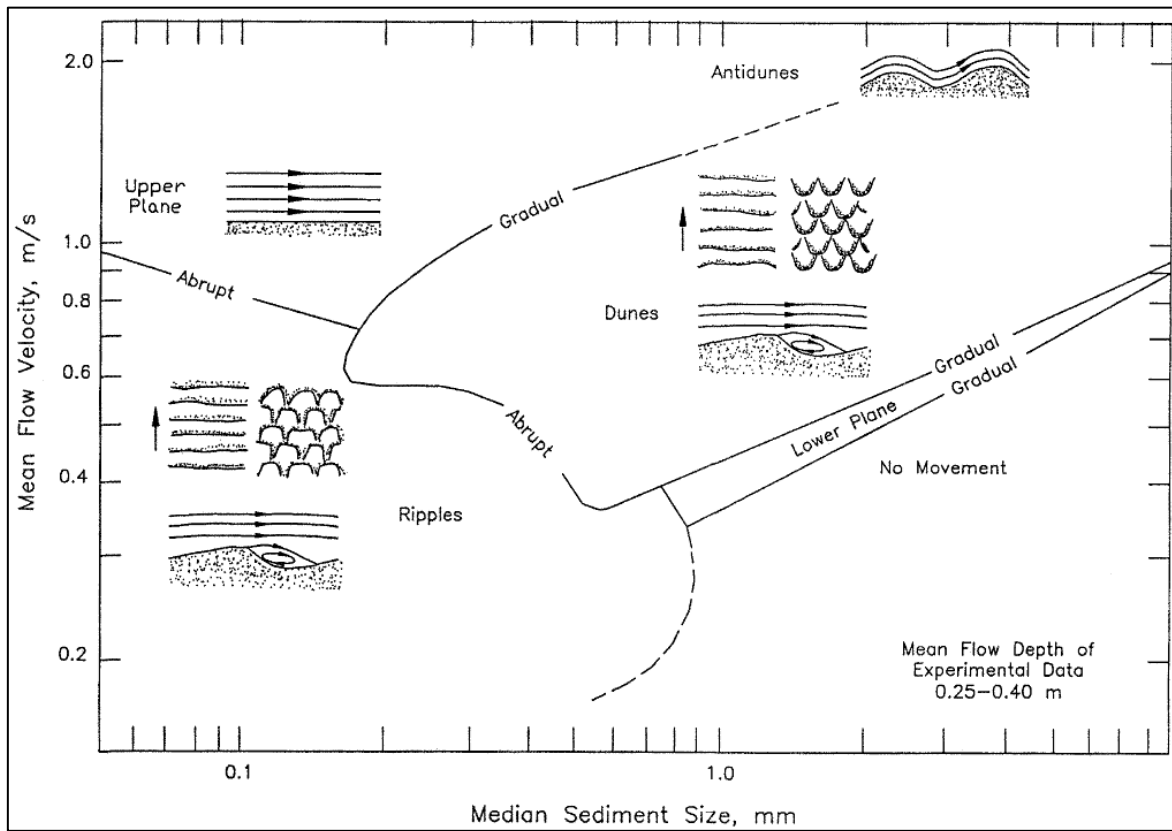 2.0
1.0
0.8
0.6
0.4
0.2
Mean Flow Velocity, m/s
Antidunes
Upper
Plane
Gradual
Abrupt
Dunes
Gradual
Gradual
Lower Plane
Abrupt
No Movement
Ripples
Mean Flow Depth of
Experimental Data
0.25–0.40 m
0.1
1.0
Median Sediment Size, mm